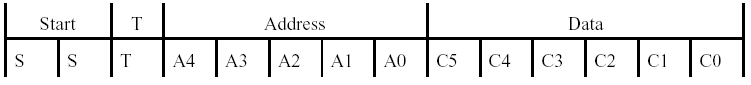 Start T Address Data
S S T A4 A3 A2 A1 A0 C5 C4 C3 C2 C1 C0